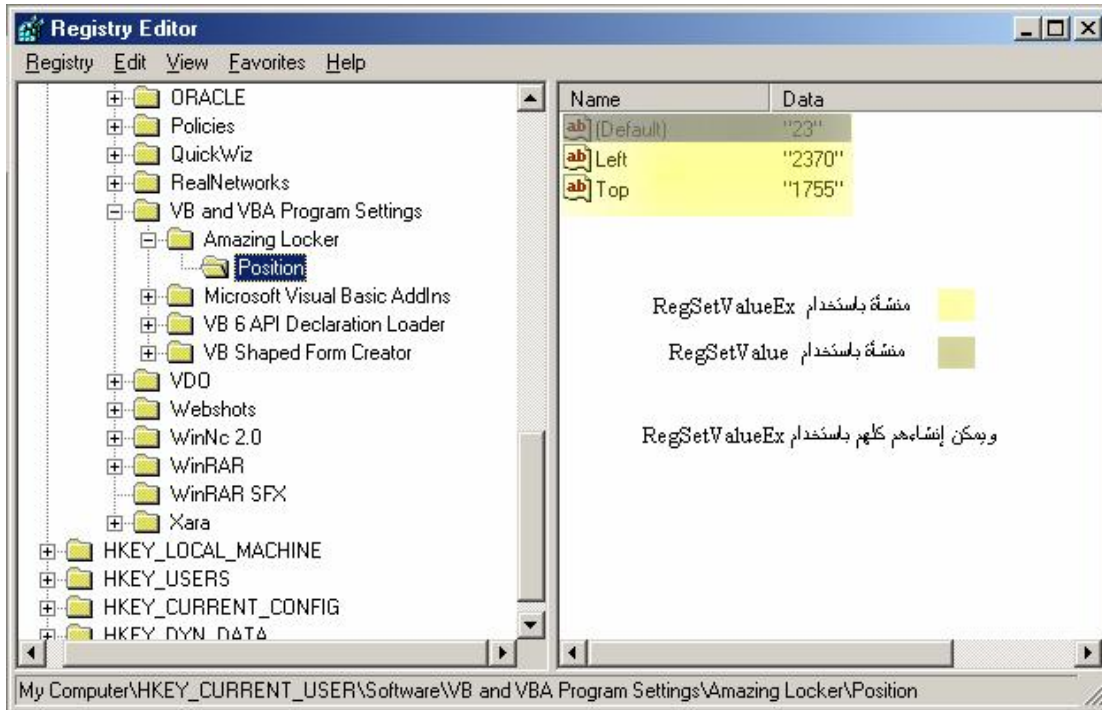 Registry Editor
Registry Edit View Favorites Help
ORACLE
Policies
QuickWiz
RealNetworks
VB and VBA Program Settings
Amazing Locker
Position
Microsoft Visual Basic AddIns
VB 6 API Declaration Loader
VB Shaped Form Creator
VDO
Webshots
WinNc 2.0
WinRAR
WinRAR SFX
Xara
HKEY_LOCAL_MACHINE
HKEY_USERS
HKEY_CURRENT_CONFIG
HKEY_DYN_DATA
Name Data
(Default) "23"
Left "2370"
Top "1755"
منشأة باستخدام RegSetValueEx
منشأة باستخدام RegSetValue
ويمكن إنشاءهم كلهم باستخدام RegSetValueEx
My Computer\HKEY_CURRENT_USER\Software\VB and VBA Program Settings\Amazing Locker\Position